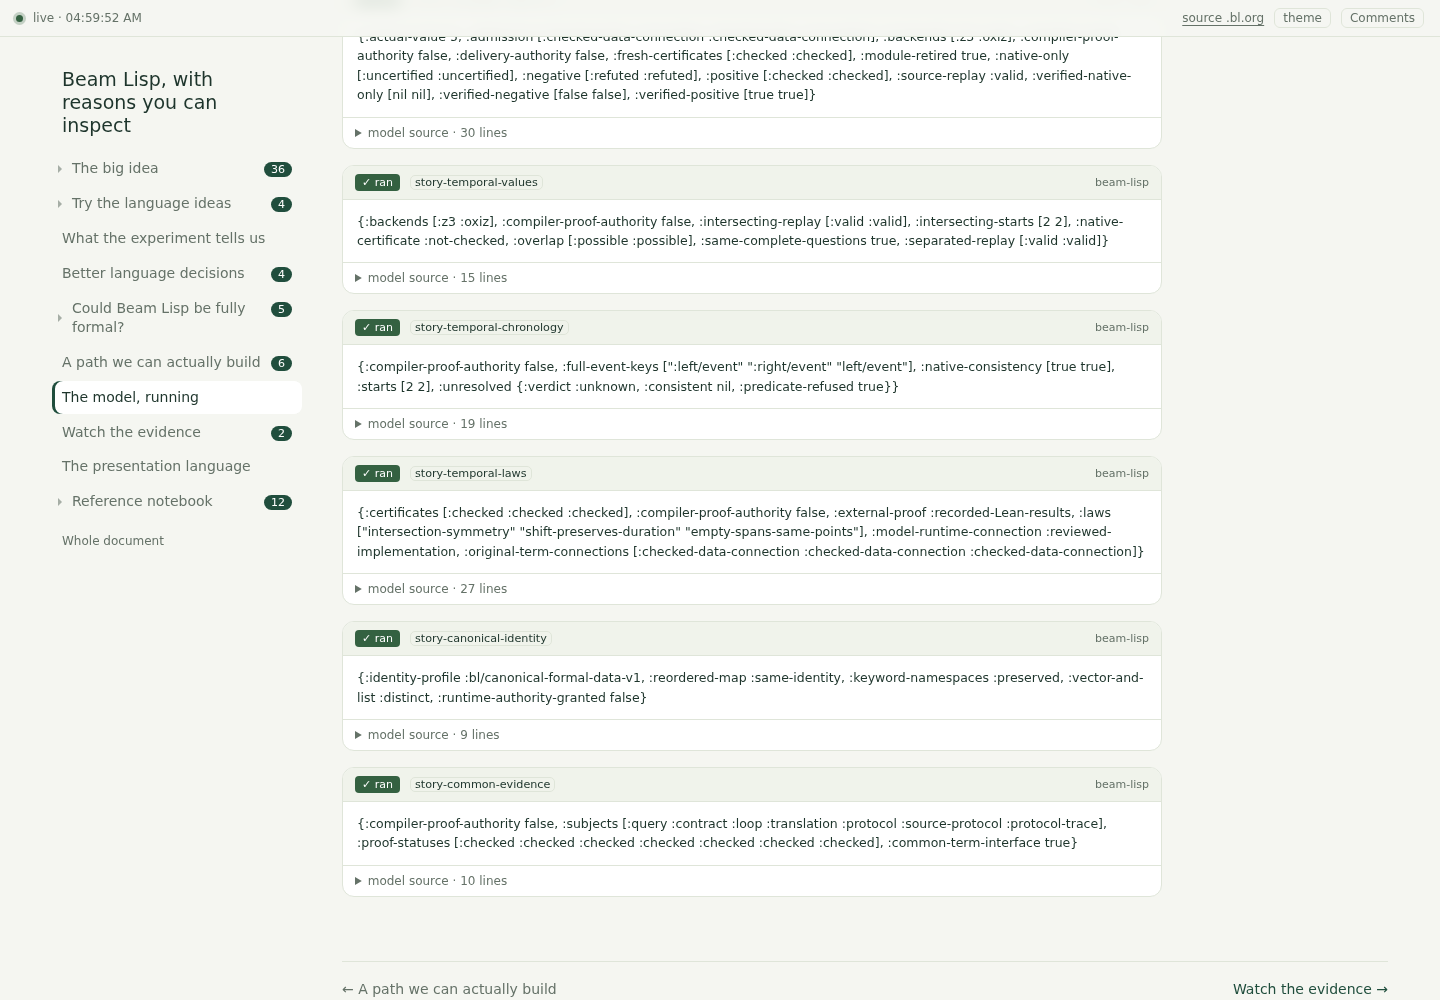 live · 04:59:52 AM
source .bl.org
theme
Comments
Beam Lisp, with
reasons you can
inspect
The big idea
36
Try the language ideas
4
What the experiment tells us
Better language decisions
4
Could Beam Lisp be fully
formal?
5
A path we can actually build
6
The model, running
Watch the evidence
2
The presentation language
Reference notebook
12
Whole document
{:actual-value 5, :admission [:checked-data-connection :checked-data-connection], :backends [:z3 :oxiz], :compiler-proof-
authority false, :delivery-authority false, :fresh-certificates [:checked :checked], :module-retired true, :native-only
[:uncertified :uncertified], :negative [:refuted :refuted], :positive [:checked :checked], :source-replay :valid, :verified-native-
only [nil nil], :verified-negative [false false], :verified-positive [true true]}
▶ model source · 30 lines
✓ ran
story-temporal-values
beam-lisp
{:backends [:z3 :oxiz], :compiler-proof-authority false, :intersecting-replay [:valid :valid], :intersecting-starts [2 2], :native-
certificate :not-checked, :overlap [:possible :possible], :same-complete-questions true, :separated-replay [:valid :valid]}
▶ model source · 15 lines
✓ ran
story-temporal-chronology
beam-lisp
{:compiler-proof-authority false, :full-event-keys [":left/event" ":right/event" "left/event"], :native-consistency [true true],
:starts [2 2], :unresolved {:verdict :unknown, :consistent nil, :predicate-refused true}}
▶ model source · 19 lines
✓ ran
story-temporal-laws
beam-lisp
{:certificates [:checked :checked :checked], :compiler-proof-authority false, :external-proof :recorded-Lean-results, :laws
["intersection-symmetry" "shift-preserves-duration" "empty-spans-same-points"], :model-runtime-connection :reviewed-
implementation, :original-term-connections [:checked-data-connection :checked-data-connection :checked-data-connection]}
▶ model source · 27 lines
✓ ran
story-canonical-identity
beam-lisp
{:identity-profile :bl/canonical-formal-data-v1, :reordered-map :same-identity, :keyword-namespaces :preserved, :vector-and-
list :distinct, :runtime-authority-granted false}
▶ model source · 9 lines
✓ ran
story-common-evidence
beam-lisp
{:compiler-proof-authority false, :subjects [:query :contract :loop :translation :protocol :source-protocol :protocol-trace],
:proof-statuses [:checked :checked :checked :checked :checked :checked :checked], :common-term-interface true}
▶ model source · 10 lines
← A path we can actually build
Watch the evidence →